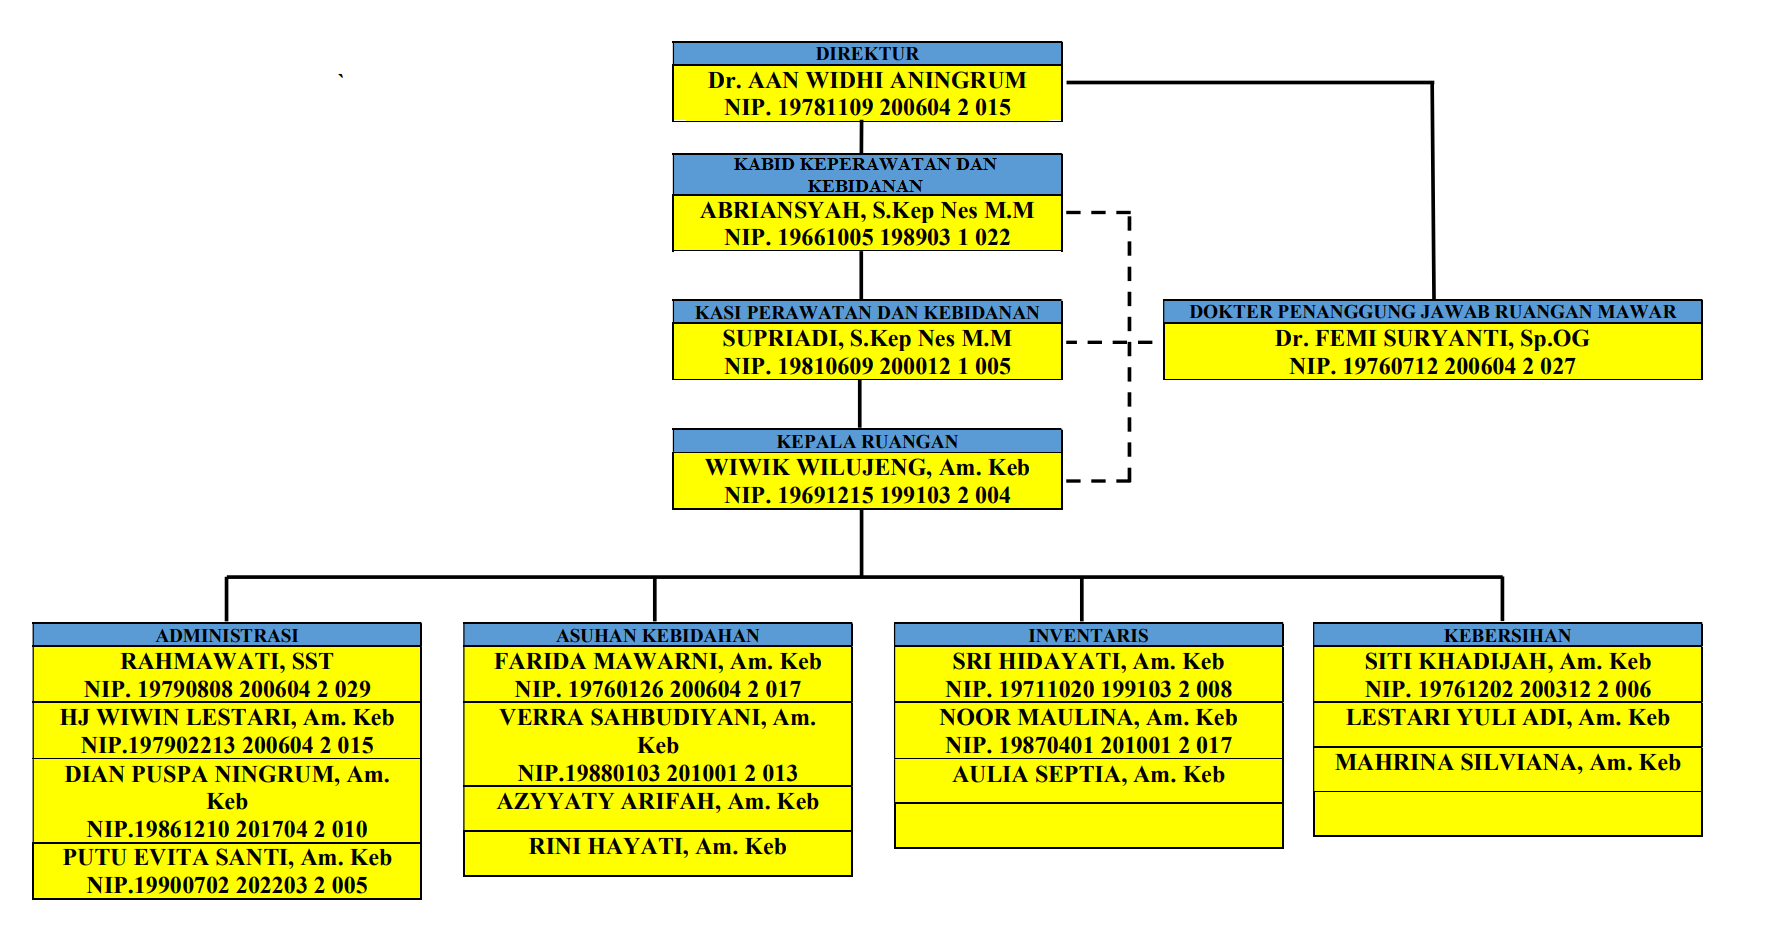 DIREKTUR
Dr. AAN WIDHI ANINGRUM
NIP. 19781109 200604 2 015
`
KABID KEPERAWATAN DAN
KEBIDANAN
ABRIANSYAH, S.Kep Nes M.M
NIP. 19661005 198903 1 022
KASI PERAWATAN DAN KEBIDANAN
SUPRIADI, S.Kep Nes M.M
NIP. 19810609 200012 1 005
DOKTER PENANGGUNG JAWAB RUANGAN MAWAR
Dr. FEMI SURYANTI, Sp.OG
NIP. 19760712 200604 2 027
KEPALA RUANGAN
WIWIK WILUJENG, Am. Keb
NIP. 19691215 199103 2 004
ADMINISTRASI
RAHMAWATI, SST
NIP. 19790808 200604 2 029
HJ WIWIN LESTARI, Am. Keb
NIP.197902213 200604 2 015
DIAN PUSPA NINGRUM, Am.
Keb
NIP.19861210 201704 2 010
PUTU EVITA SANTI, Am. Keb
NIP.19900702 202203 2 005
ASUHAN KEBIDAHAN
FARIDA MAWARNI, Am. Keb
NIP. 19760126 200604 2 017
VERRA SAHBUDIYANI, Am.
Keb
NIP.19880103 201001 2 013
AZYYATY ARIFAH, Am. Keb
RINI HAYATI, Am. Keb
INVENTARIS
SRI HIDAYATI, Am. Keb
NIP. 19711020 199103 2 008
NOOR MAULINA, Am. Keb
NIP. 19870401 201001 2 017
AULIA SEPTIA, Am. Keb
KEBERSIHAN
SITI KHADIJAH, Am. Keb
NIP. 19761202 200312 2 006
LESTARI YULI ADI, Am. Keb
MAHRINA SILVIANA, Am. Keb